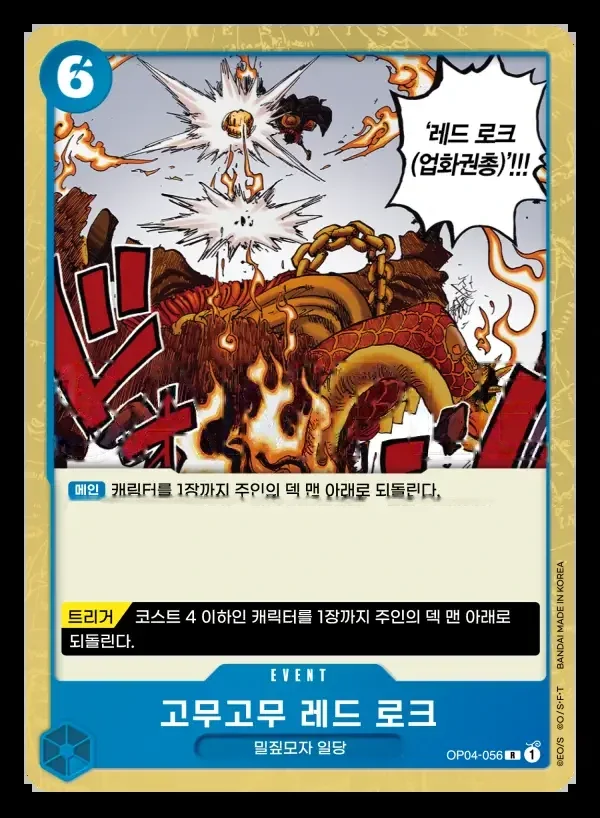 6
'레드 로크
(업화권총)'!!!
메인 캐릭터를 1장까지 주인의 덱 맨 아래로 되돌린다.
트리거 코스트 4 이하인 캐릭터를 1장까지 주인의 덱 맨 아래로
되돌린다.
EVENT
고무고무 레드 로크
밀짚모자 일당
OP04-056 R 1
©EO/S ©O/S·F·T BANDAI MADE IN KOREA